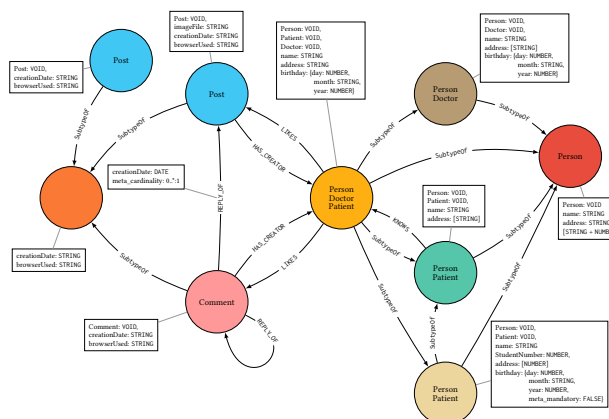 Post: VOID,
creationDate: STRING
browserUsed: STRING
Post
SubtypeOf
Post: VOID,
imageFile: STRING
creationDate: STRING
browserUsed: STRING
Post
SubtypeOf
Person: VOID,
Patient: VOID,
Doctor: VOID,
name: STRING
address: STRING
birthday: {day: NUMBER,
month: STRING,
year: NUMBER}
Person: VOID,
Doctor: VOID,
name: STRING
address: [STRING]
birthday: {day: NUMBER,
month: STRING,
year: NUMBER}
Person
Doctor
SubtypeOf
SubtypeOf
LIKES
HAS_CREATOR
SubtypeOf
Person
Person: VOID
name: STRING
address: STRING
creationDate: DATE
meta_cardinality: 0..*:1
REPLY_OF
Person
Doctor
Patient
Person: VOID,
Patient: VOID,
name: STRING
address: [STRING]
KNOWS
SubtypeOf
SubtypeOf
SubtypeOf
Person
Patient
creationDate: STRING
browserUsed: STRING
SubtypeOf
HAS_CREATOR
LIKES
Comment
Comment: VOID,
creationDate: STRING
browserUsed: STRING
REPLY_OF
SubtypeOf
SubtypeOf
Person
Patient
Person: VOID,
Patient: VOID,
name: STRING
StudentNumber: NUMBER,
address: [NUMBER]
birthday: {day: NUMBER,
month: STRING,
year: NUMBER,
meta_mandatory: FALSE}